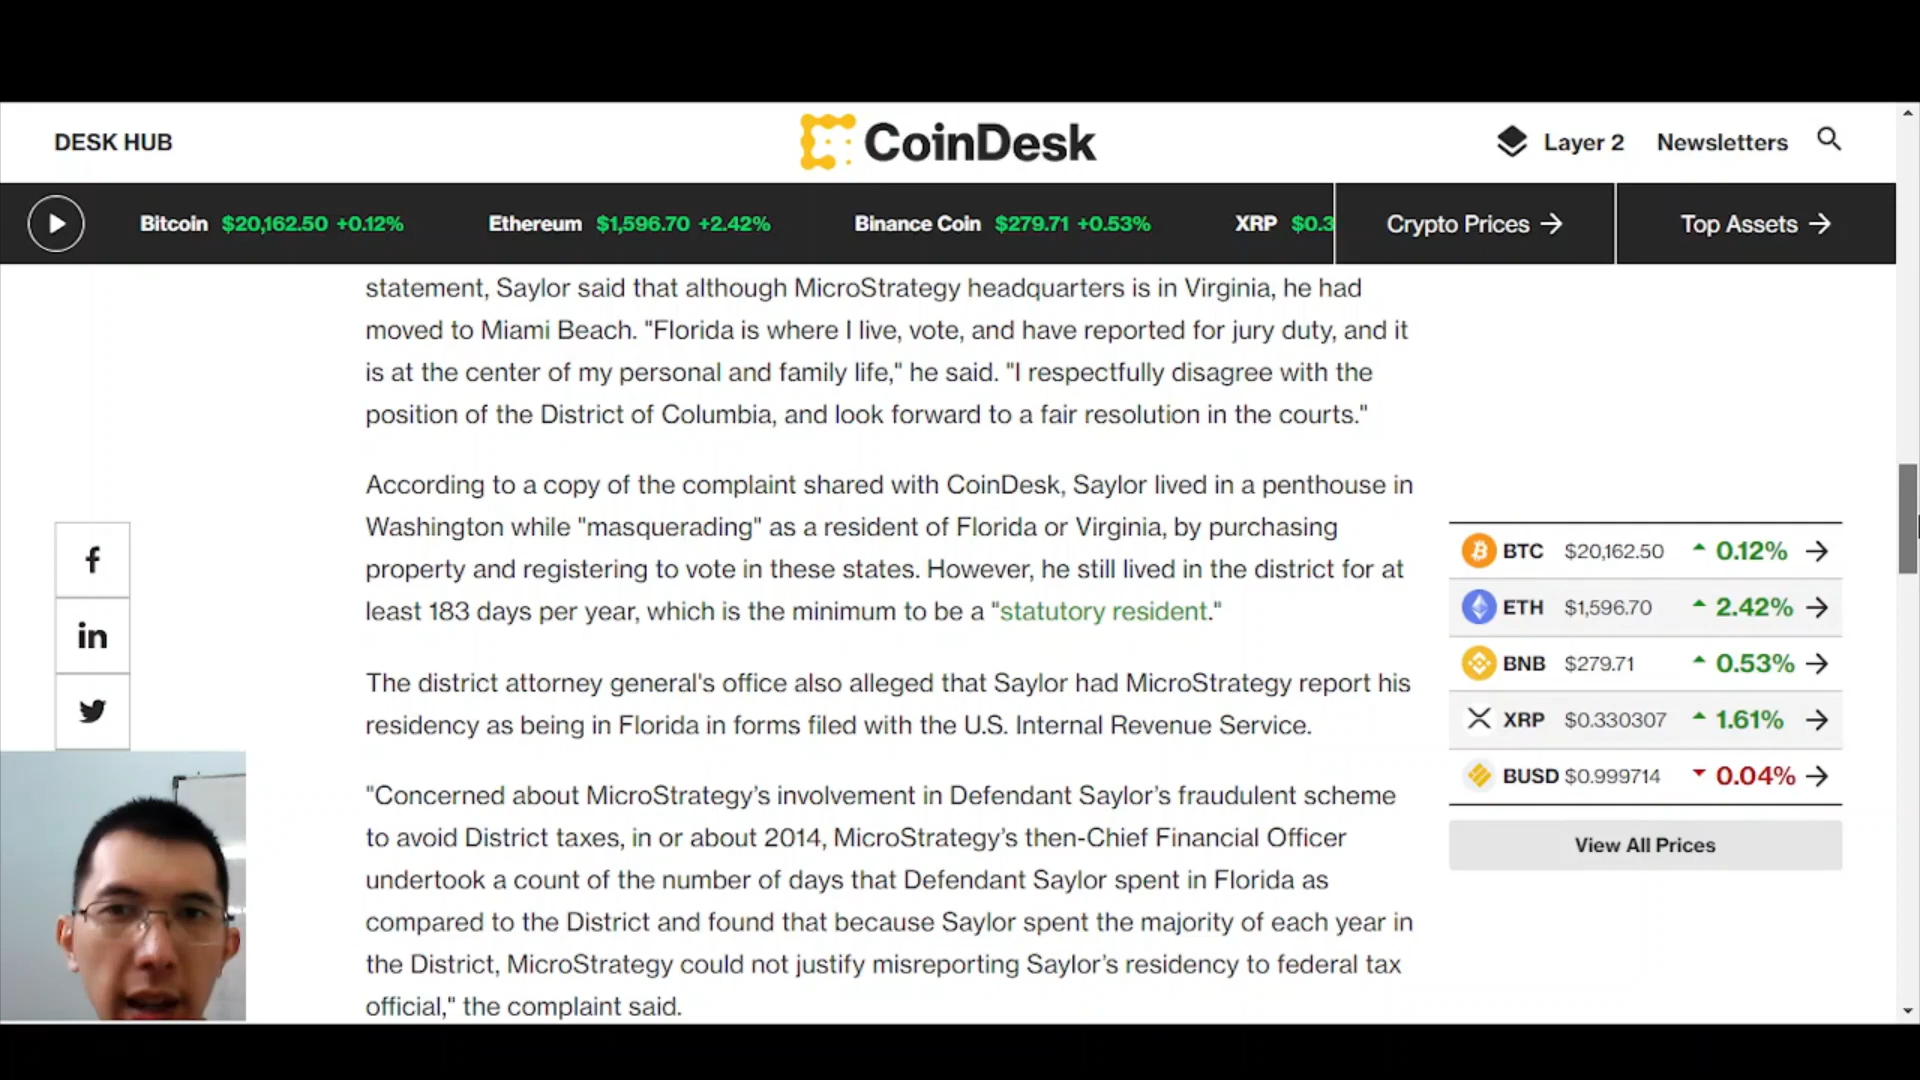 DESK HUB
CoinDesk
Layer 2
Newsletters
Bitcoin $20,162.50 +0.12%
Ethereum $1,596.70 +2.42%
Binance Coin $279.71 +0.53%
XRP $0.3
Crypto Prices →
Top Assets →
statement, Saylor said that although MicroStrategy headquarters is in Virginia, he had
moved to Miami Beach. "Florida is where I live, vote, and have reported for jury duty, and it
is at the center of my personal and family life," he said. "I respectfully disagree with the
position of the District of Columbia, and look forward to a fair resolution in the courts."
According to a copy of the complaint shared with CoinDesk, Saylor lived in a penthouse in
Washington while "masquerading" as a resident of Florida or Virginia, by purchasing
property and registering to vote in these states. However, he still lived in the district for at
least 183 days per year, which is the minimum to be a "statutory resident."
The district attorney general's office also alleged that Saylor had MicroStrategy report his
residency as being in Florida in forms filed with the U.S. Internal Revenue Service.
"Concerned about MicroStrategy’s involvement in Defendant Saylor’s fraudulent scheme
to avoid District taxes, in or about 2014, MicroStrategy’s then-Chief Financial Officer
undertook a count of the number of days that Defendant Saylor spent in Florida as
compared to the District and found that because Saylor spent the majority of each year in
the District, MicroStrategy could not justify misreporting Saylor’s residency to federal tax
official," the complaint said.
f
in
BTC $20,162.50 0.12% →
ETH $1,596.70 2.42% →
BNB $279.71 0.53% →
XRP $0.330307 1.61% →
BUSD $0.999714 0.04% →
View All Prices